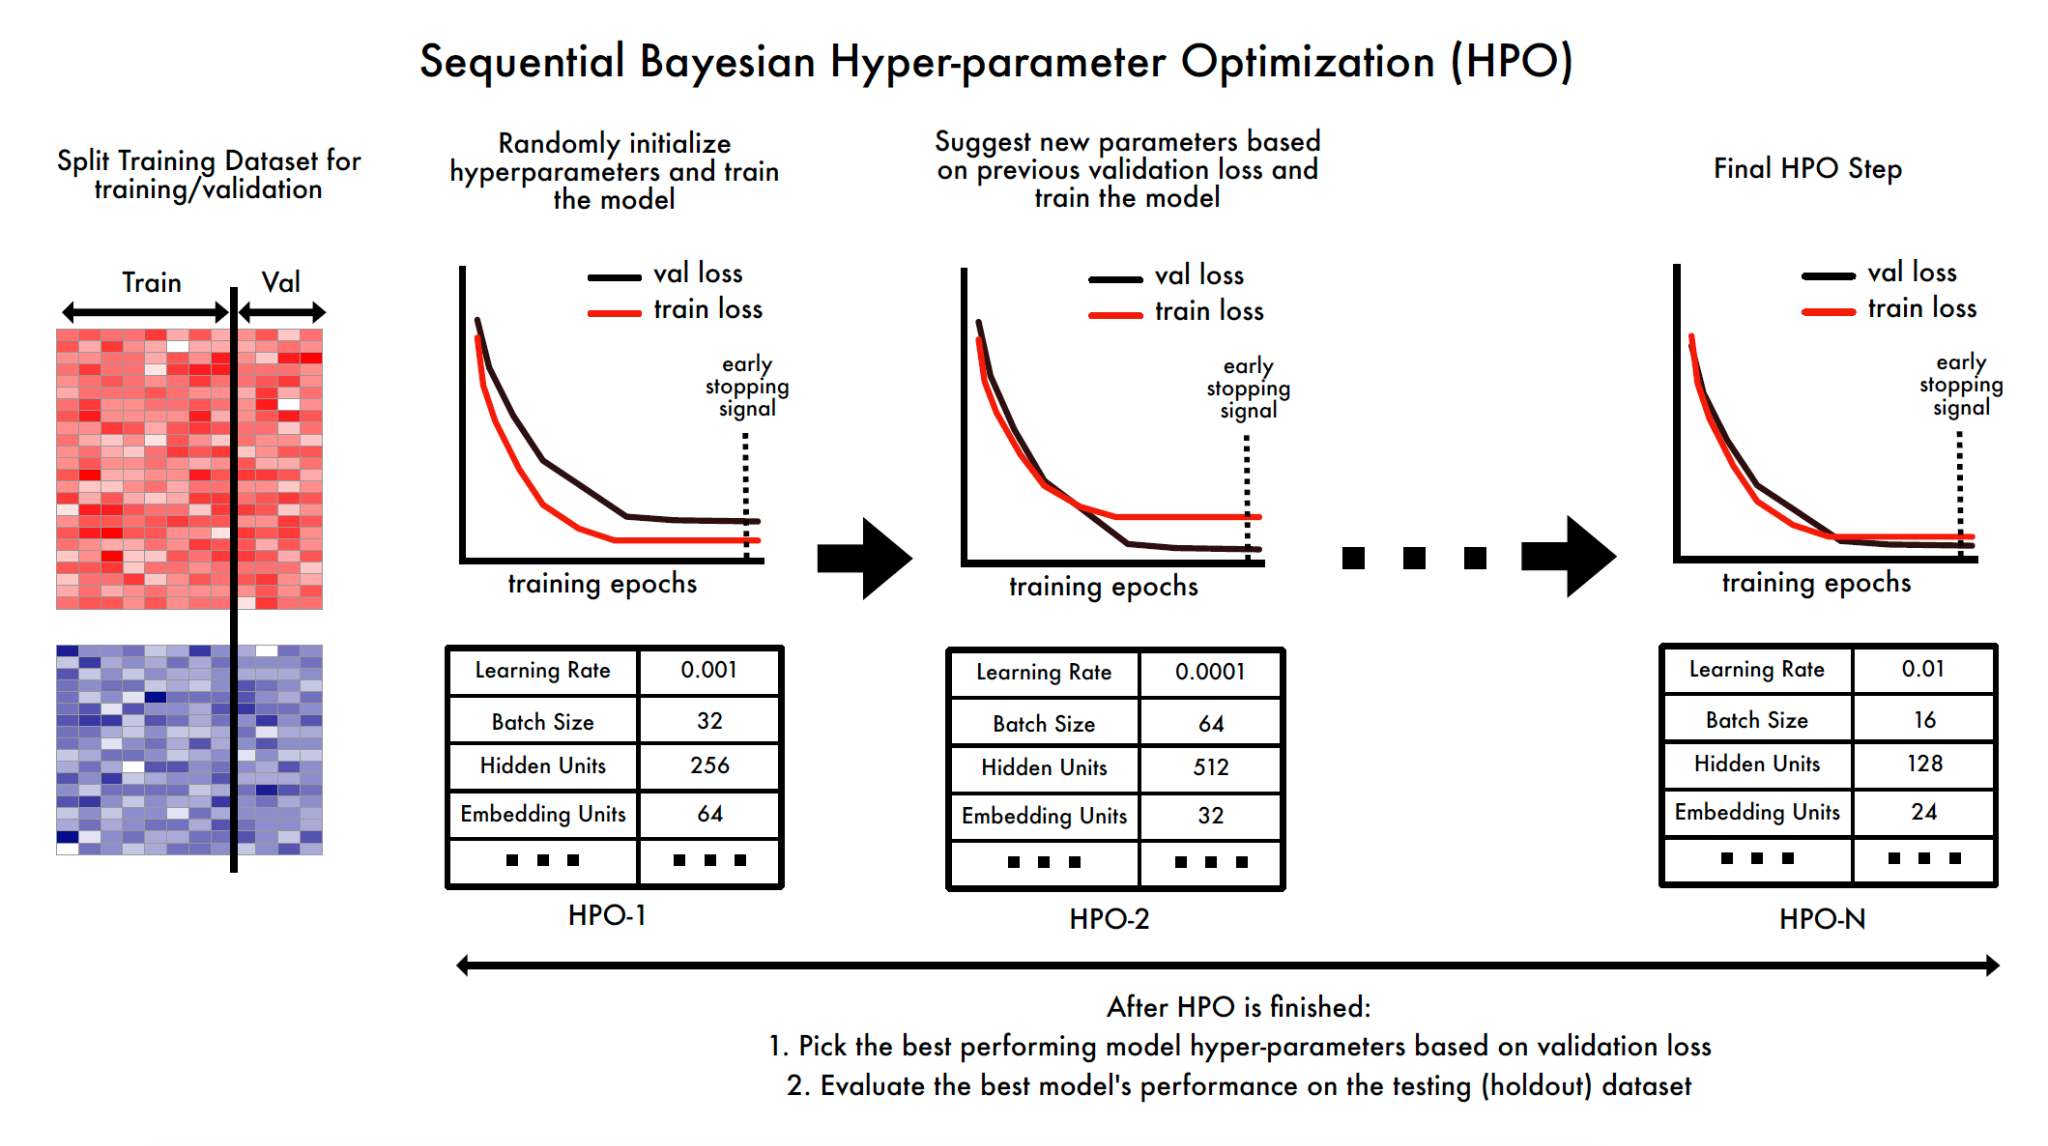 Sequential Bayesian Hyper-parameter Optimization (HPO)
Split Training Dataset for
training/validation
Train
Val
Randomly initialize
hyperparameters and train
the model
val loss
train loss
early
stopping
signal
training epochs
Learning Rate 0.001
Batch Size 32
Hidden Units 256
Embedding Units 64
HPO-1
Suggest new parameters based
on previous validation loss and
train the model
val loss
train loss
early
stopping
signal
training epochs
Learning Rate 0.0001
Batch Size 64
Hidden Units 512
Embedding Units 32
HPO-2
Final HPO Step
val loss
train loss
early
stopping
signal
training epochs
Learning Rate 0.01
Batch Size 16
Hidden Units 128
Embedding Units 24
HPO-N
After HPO is finished:
1. Pick the best performing model hyper-parameters based on validation loss
2. Evaluate the best model's performance on the testing (holdout) dataset